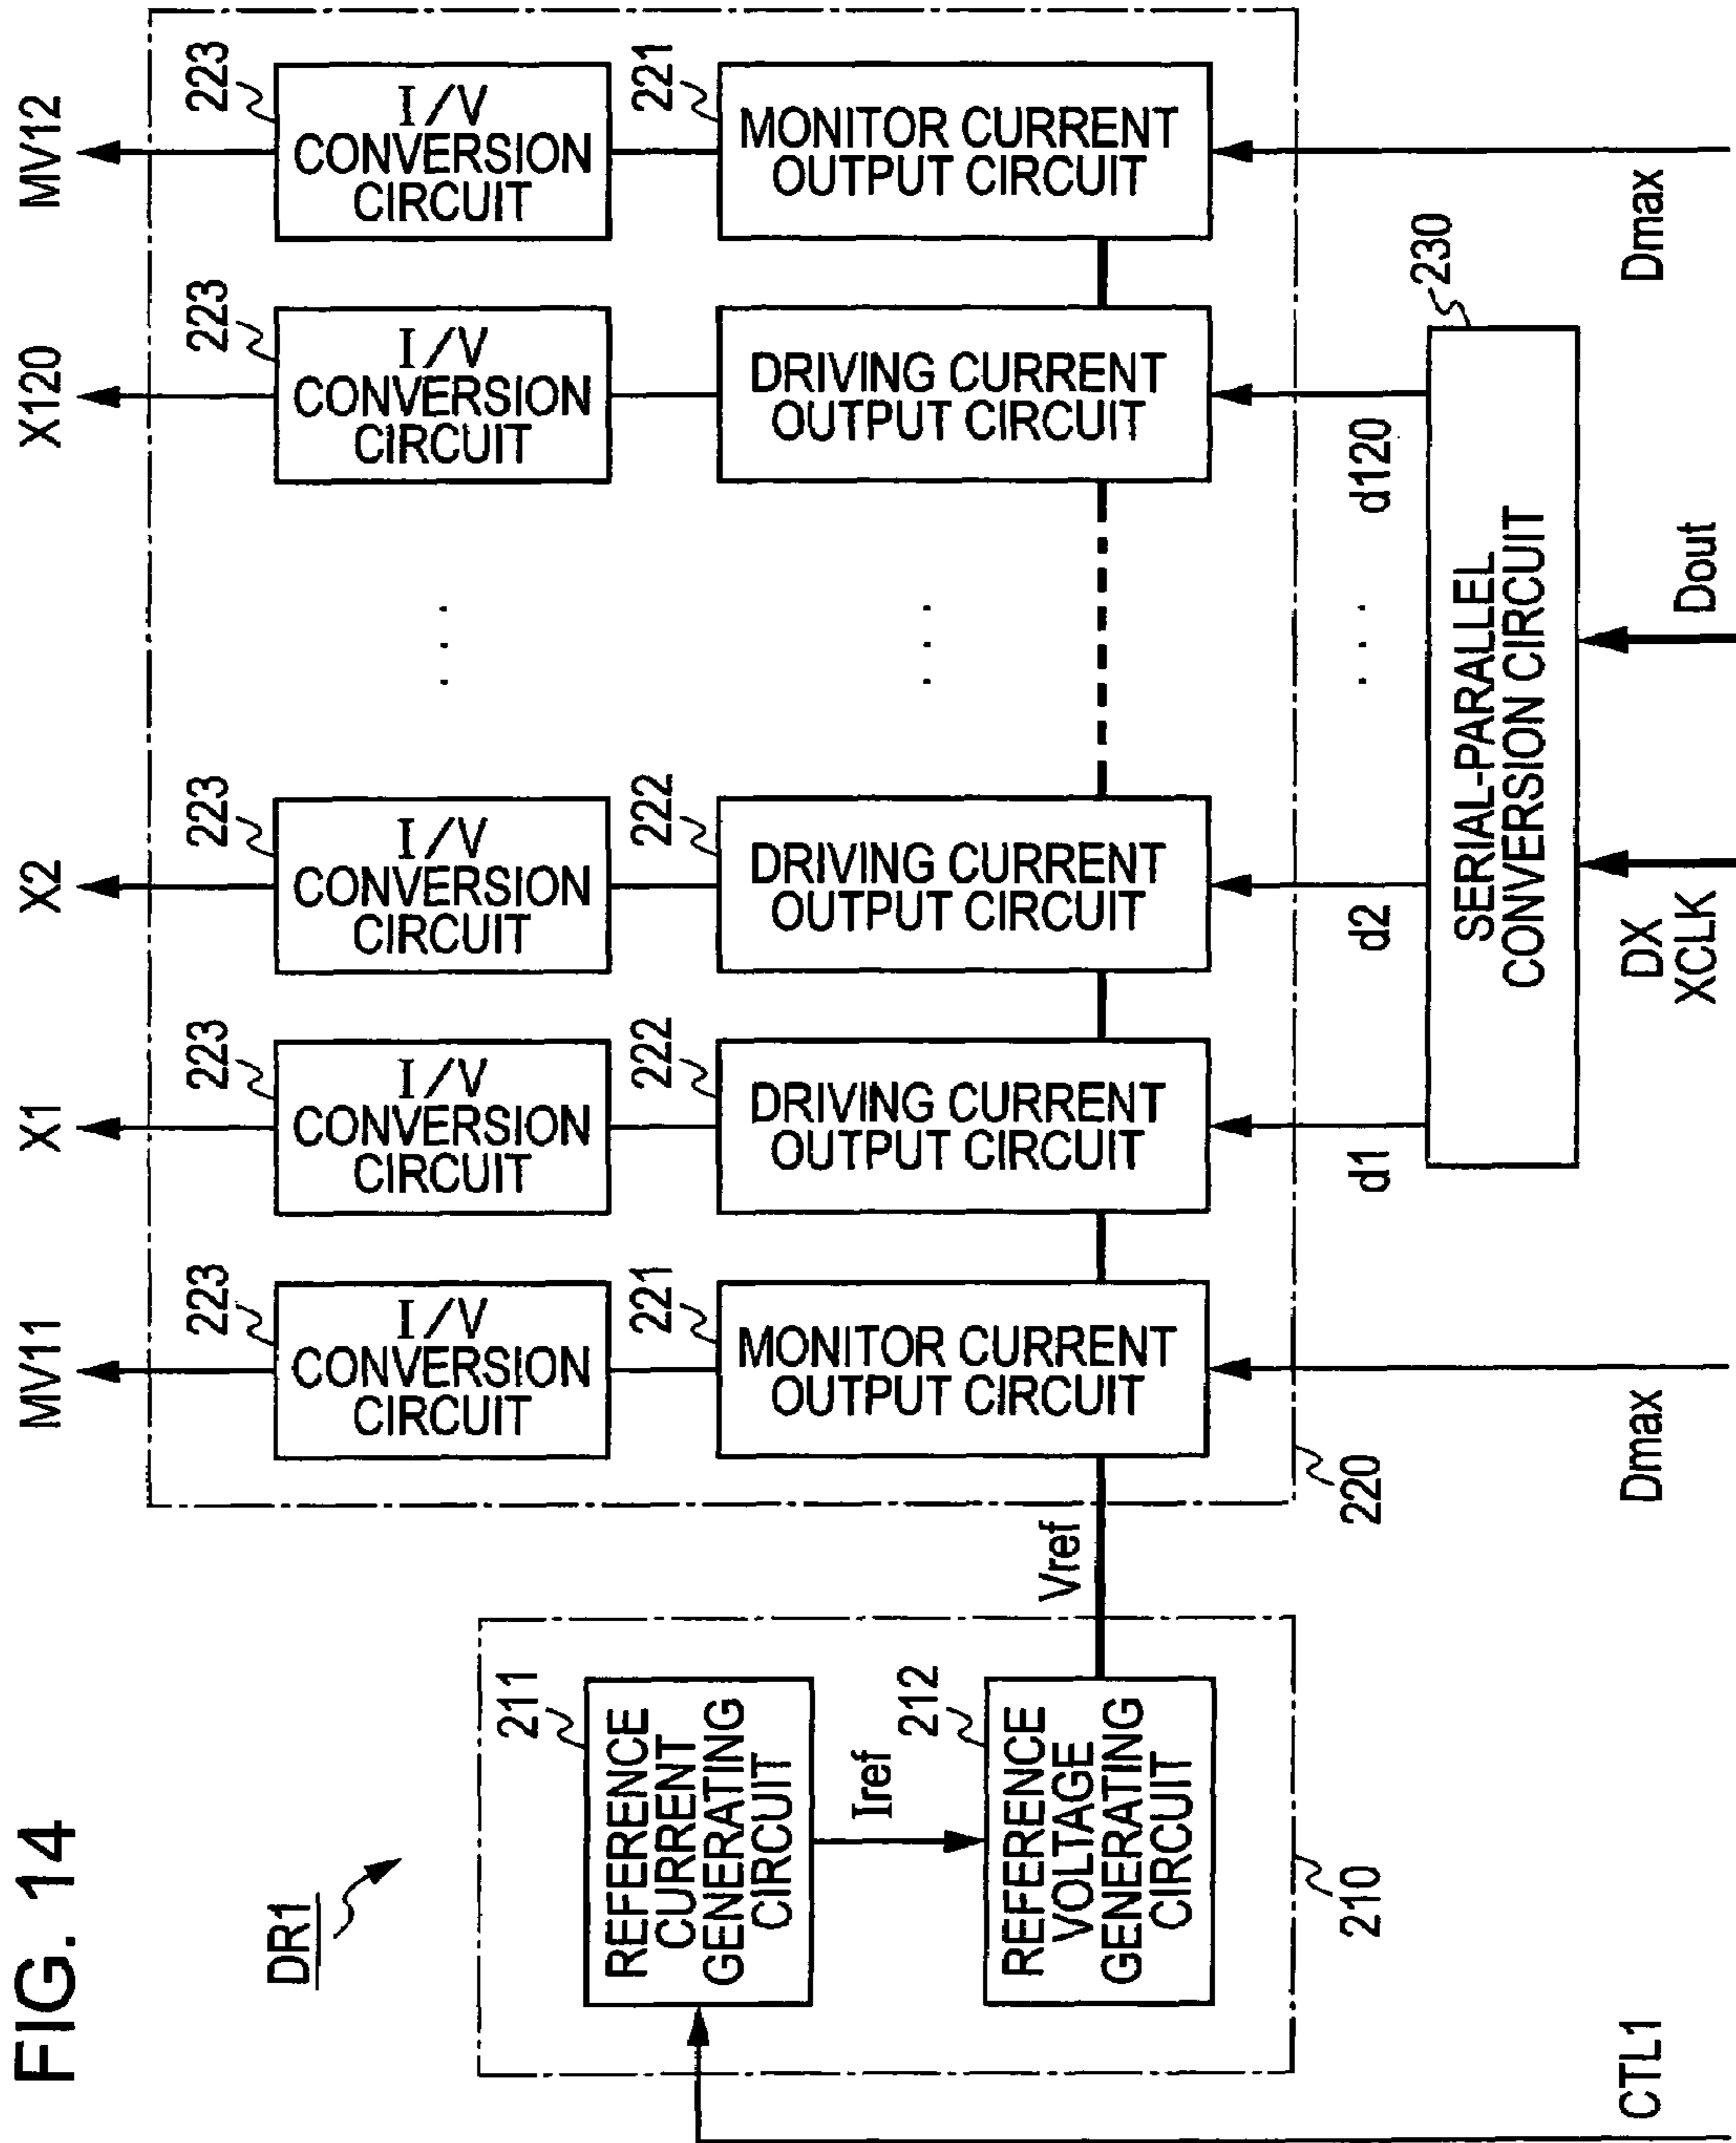 FIG. 14
DR1
MV11
X1
X2
X120
MV12
223
223
223
223
223
I/V
CONVERSION
CIRCUIT
I/V
CONVERSION
CIRCUIT
I/V
CONVERSION
CIRCUIT
. . .
I/V
CONVERSION
CIRCUIT
I/V
CONVERSION
CIRCUIT
211
REFERENCE
CURRENT
GENERATING
CIRCUIT
Iref
212
REFERENCE
VOLTAGE
GENERATING
CIRCUIT
210
Vref
221
222
222
221
MONITOR CURRENT
OUTPUT CIRCUIT
DRIVING CURRENT
OUTPUT CIRCUIT
DRIVING CURRENT
OUTPUT CIRCUIT
. . .
DRIVING CURRENT
OUTPUT CIRCUIT
MONITOR CURRENT
OUTPUT CIRCUIT
220
d1
d2
. . .
d120
230
SERIAL-PARALLEL
CONVERSION CIRCUIT
CTL1
Dmax
DX
XCLK
Dout
Dmax